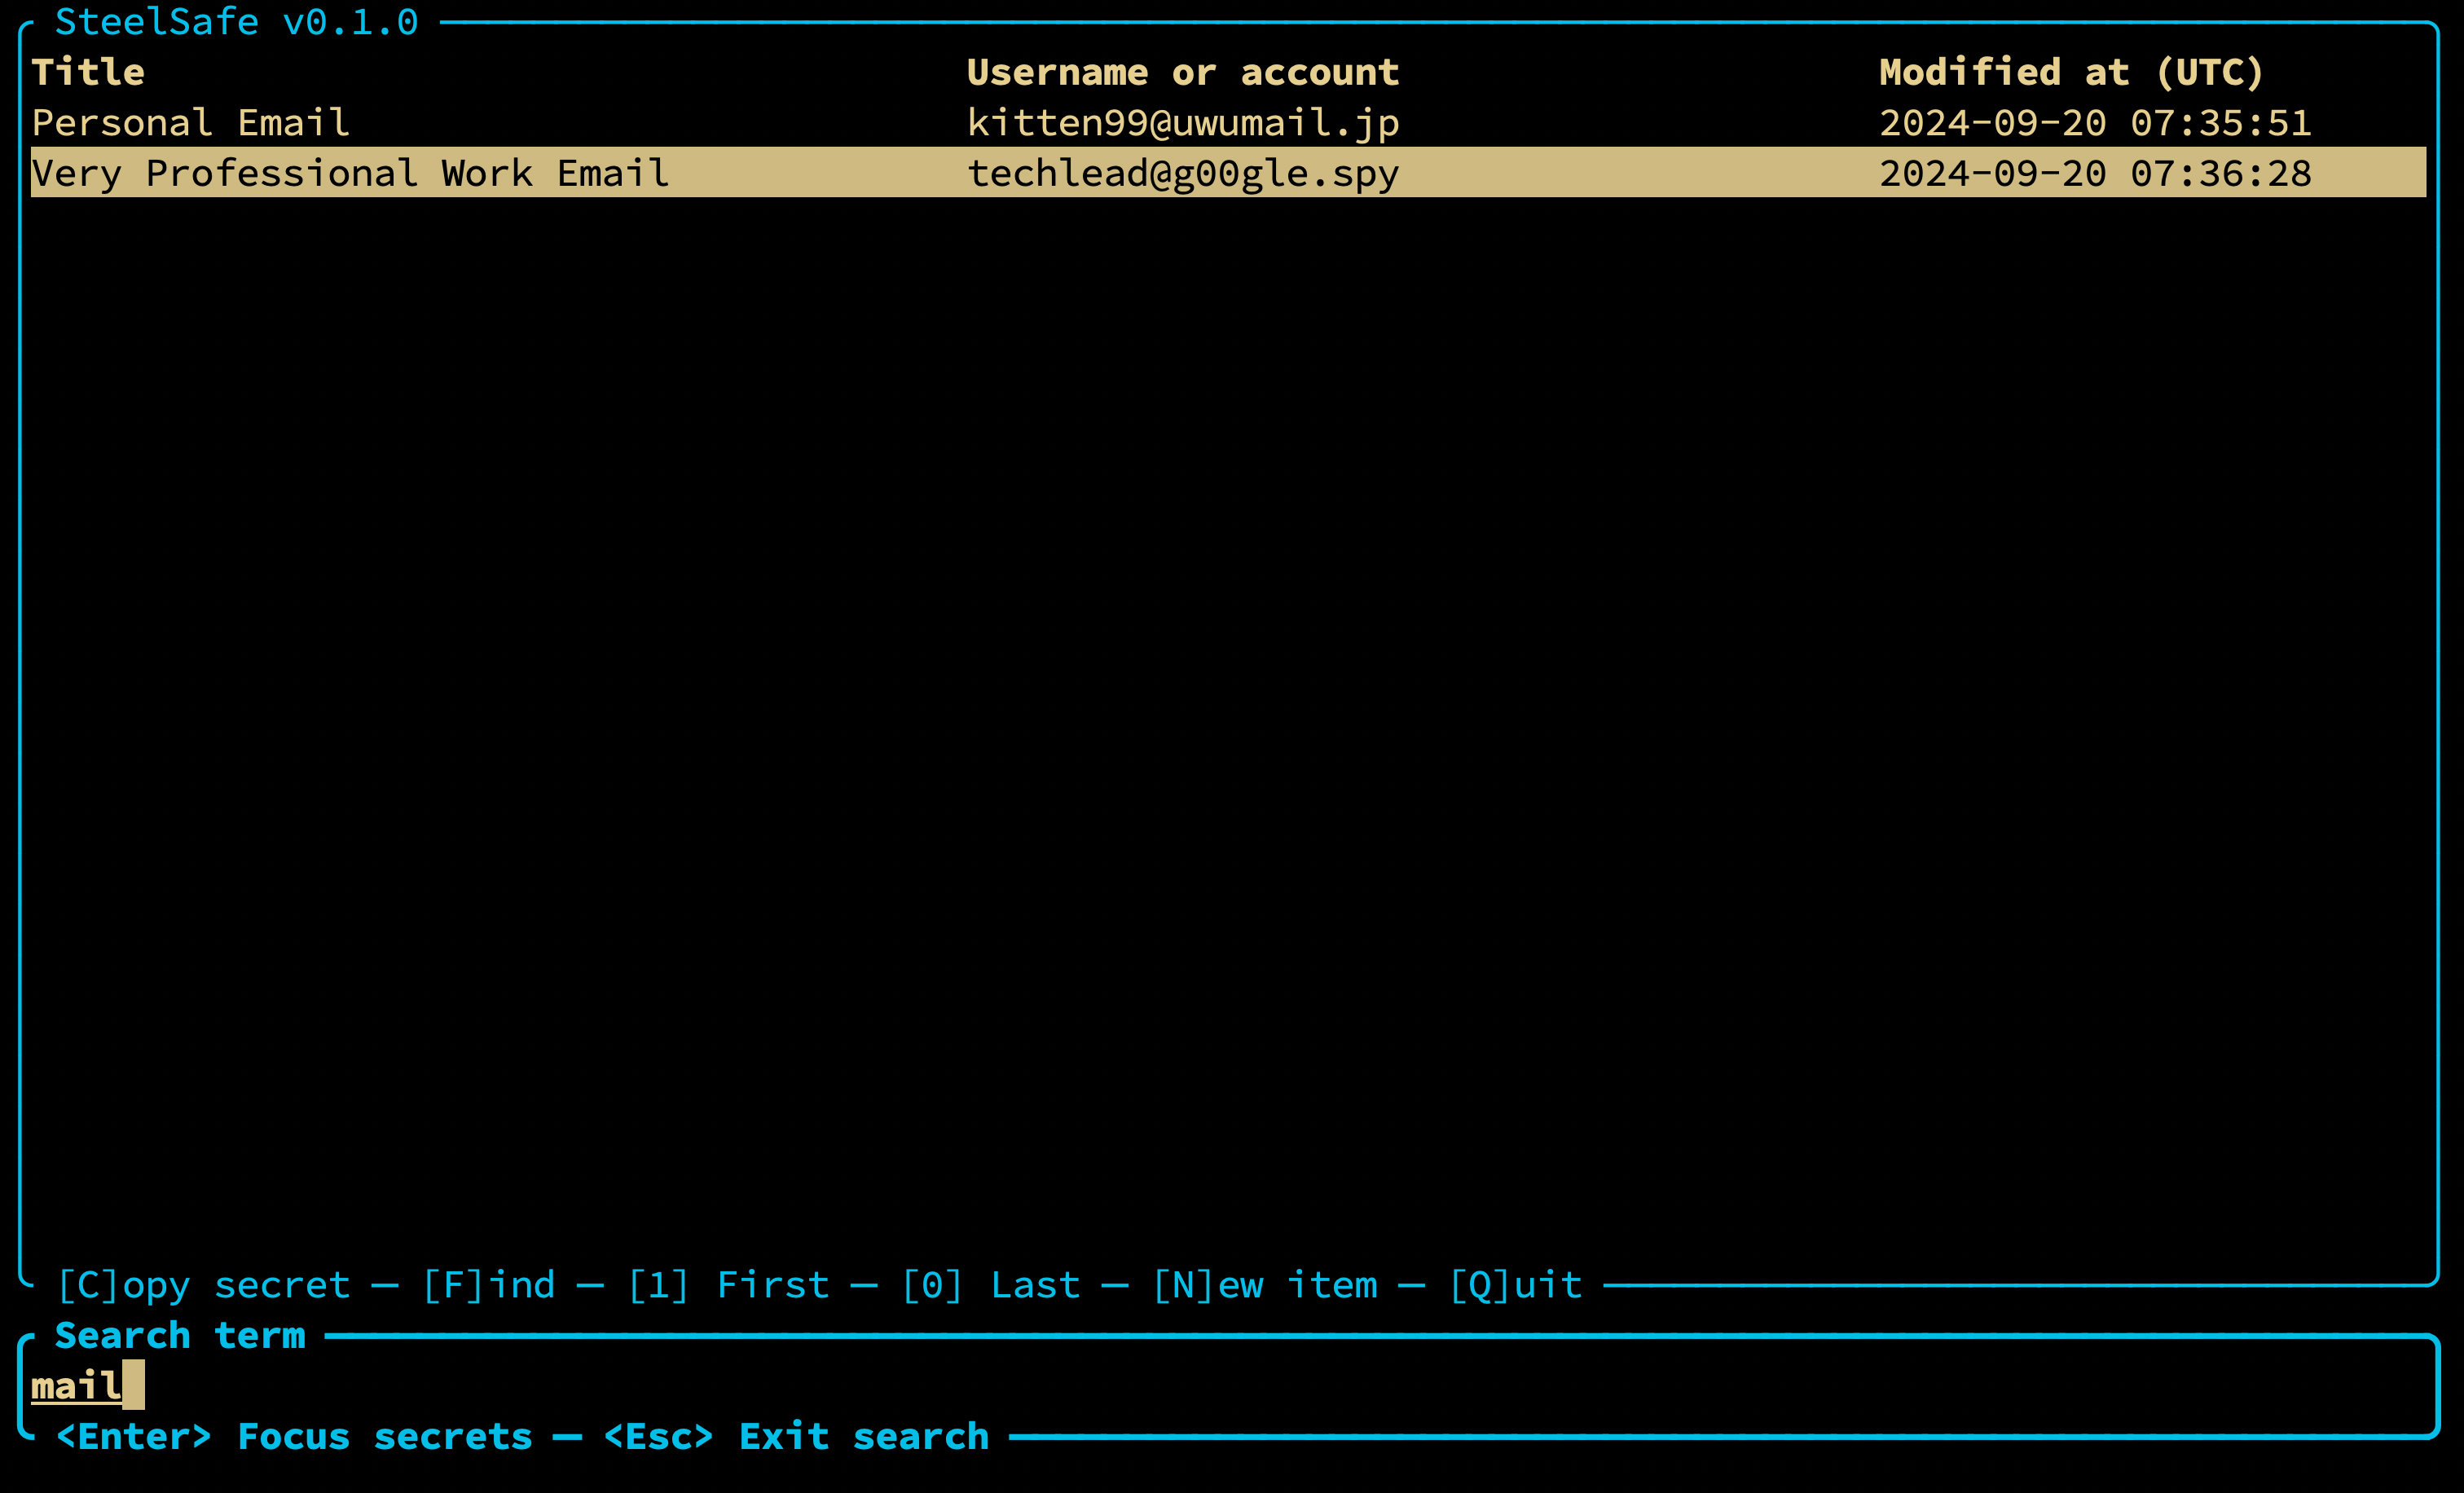 SteelSafe v0.1.0
Title Username or account Modified at (UTC)
Personal Email kitten99@uwumail.jp 2024-09-20 07:35:51
Very Professional Work Email techlead@g00gle.spy 2024-09-20 07:36:28
[C]opy secret — [F]ind — [1] First — [0] Last — [N]ew item — [Q]uit
Search term
mail
<Enter> Focus secrets — <Esc> Exit search